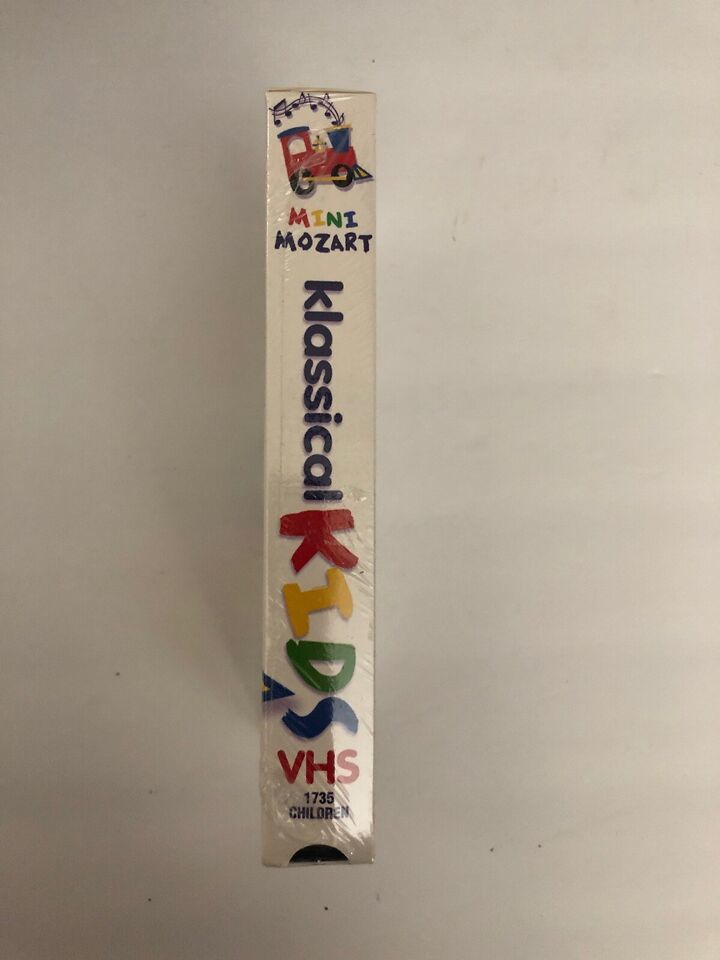 MINI
MOZART
klassical
KIDS
VHS
1735
CHILDREN